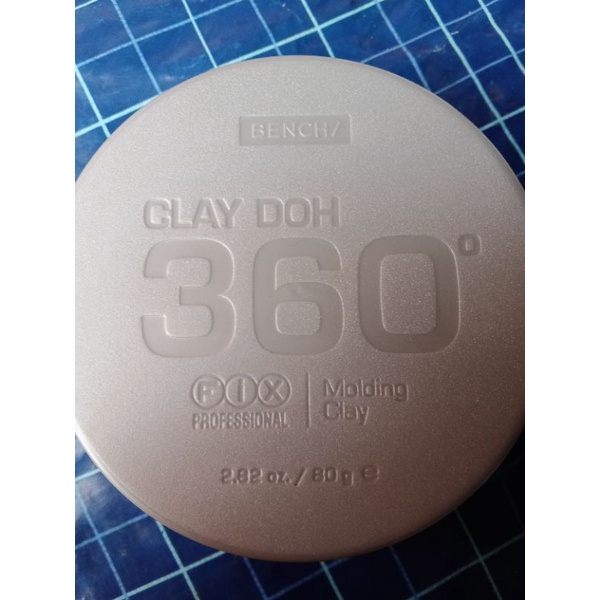 BENCH/
CLAY DOH
360°
FIX
PROFESSIONAL
Molding
Clay
2.82 oz. / 80 g ℮